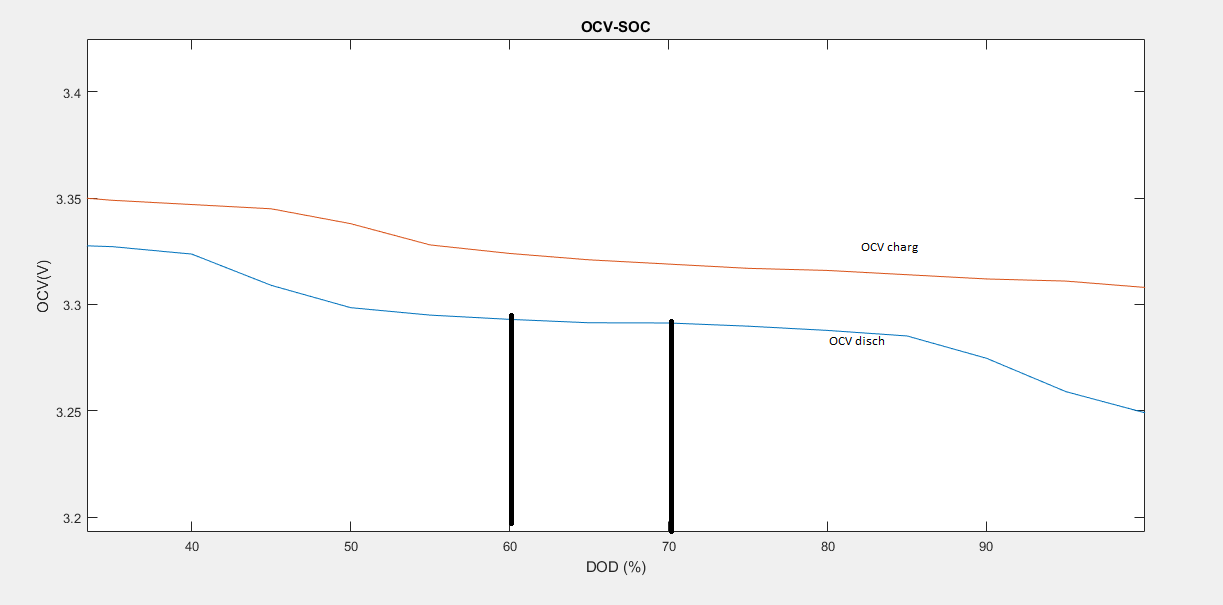 OCV-SOC
3.4
3.35
3.3
3.25
3.2
OCV(V)
OCV charg
OCV disch
40 50 60 70 80 90
DOD (%)